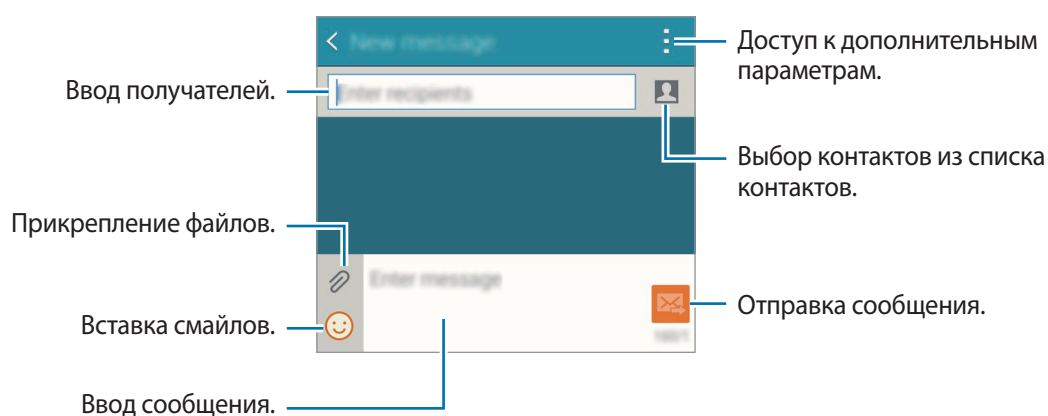 New message
Доступ к дополнительным
параметрам.
Ввод получателей.
Enter recipients
Выбор контактов из списка
контактов.
Прикрепление файлов.
Enter message
Отправка сообщения.
Вставка смайлов.
Ввод сообщения.